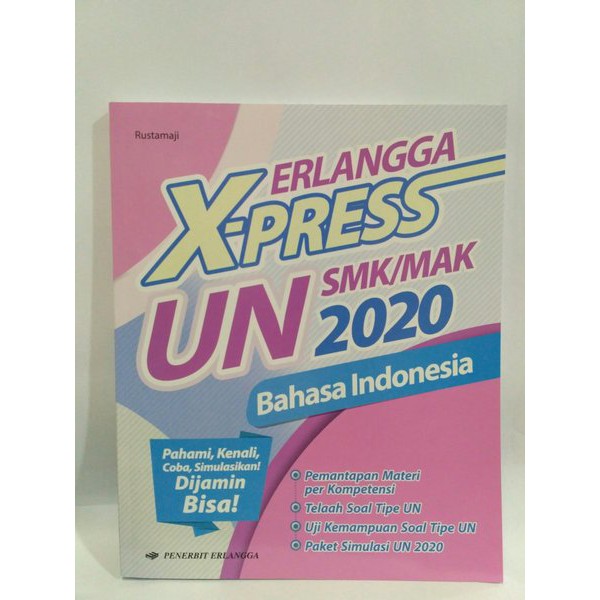 Rustamaji
ERLANGGA
X-PRESS
UN SMK/MAK
2020
Bahasa Indonesia
Pahami, Kenali,
Coba, Simulasikan!
Dijamin
Bisa!
Pemantapan Materi
per Kompetensi
Telaah Soal Tipe UN
Uji Kemampuan Soal Tipe UN
Paket Simulasi UN 2020
PENERBIT ERLANGGA